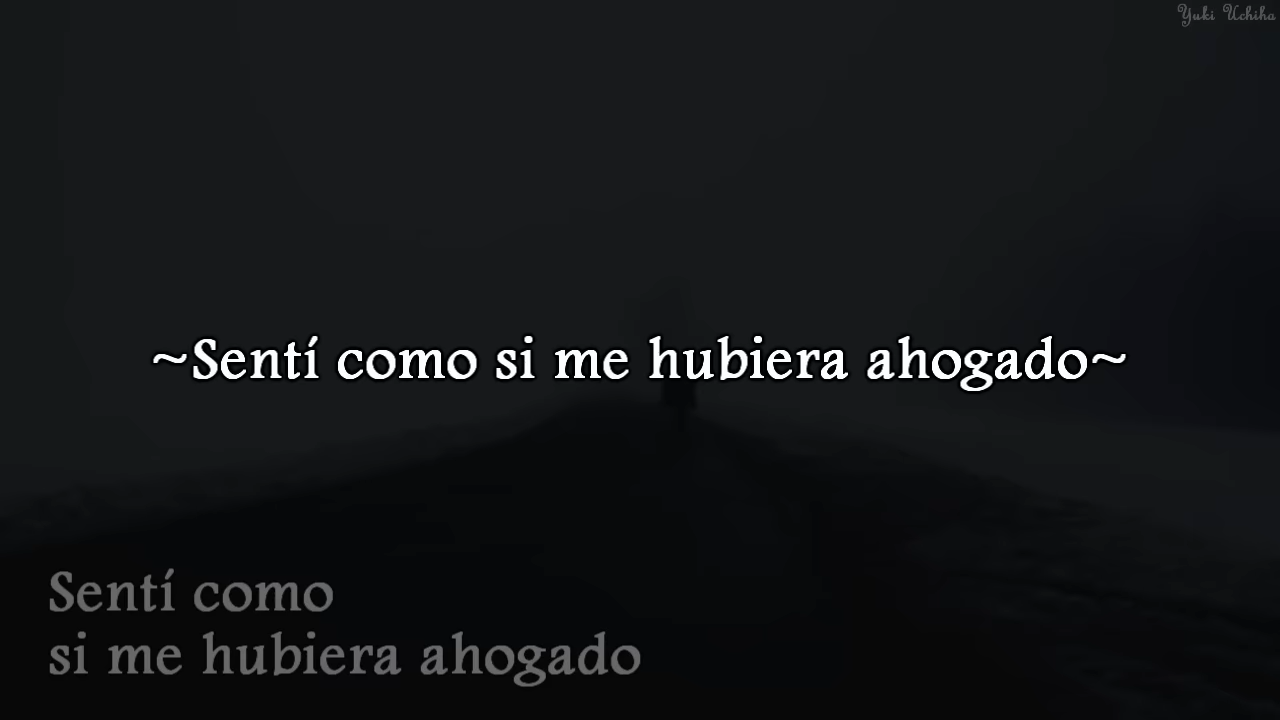 Yuki Uchiha
~Sentí como si me hubiera ahogado~
Sentí como
si me hubiera ahogado